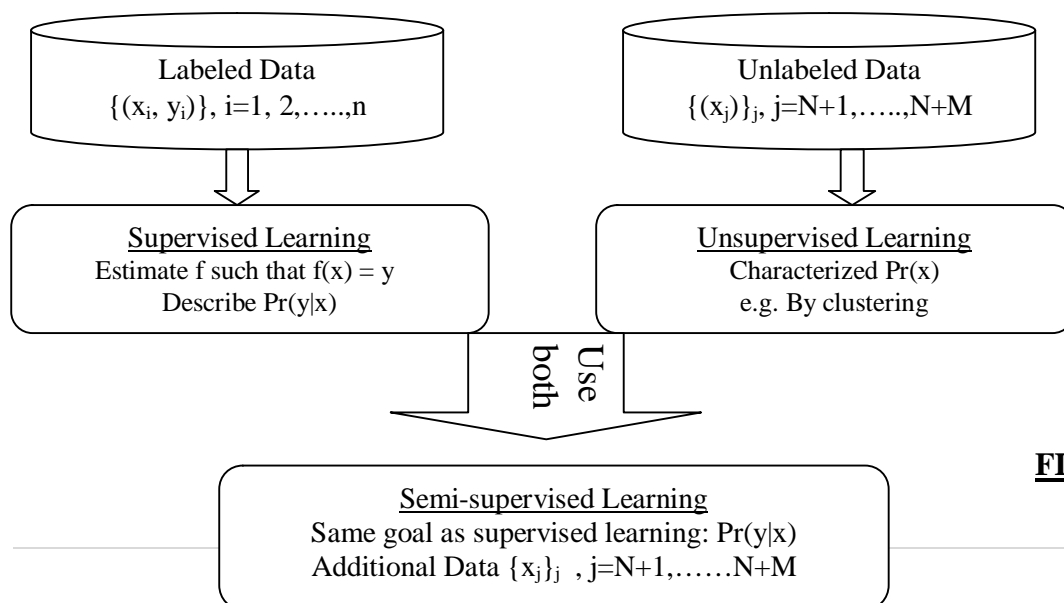 Labeled Data
{(xᵢ, yᵢ)}, i=1, 2,…..,n
Unlabeled Data
{(xⱼ)}ⱼ, j=N+1,…..,N+M
Supervised Learning
Estimate f such that f(x) = y
Describe Pr(y|x)
Unsupervised Learning
Characterized Pr(x)
e.g. By clustering
Use
both
Semi-supervised Learning
Same goal as supervised learning: Pr(y|x)
Additional Data {xⱼ}ⱼ , j=N+1,……N+M